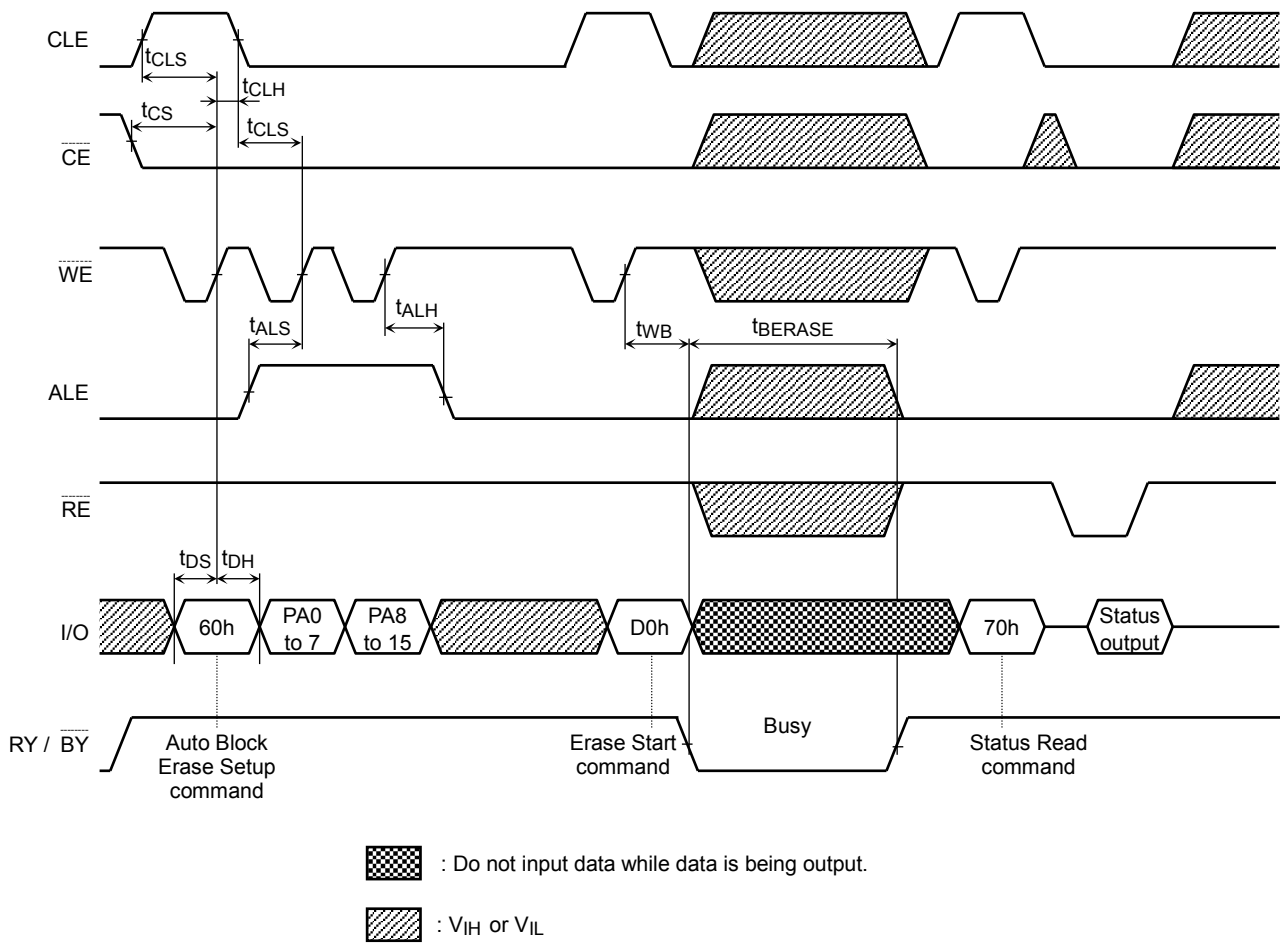 CLE
tCLS
tCLH
tCS
tCLS
CE
WE
tALS
tALH
tWB
tBERASE
ALE
RE
tDS
tDH
I/O
60h
PA0
to 7
PA8
to 15
D0h
70h
Status
output
RY / BY
Auto Block
Erase Setup
command
Erase Start
command
Busy
Status Read
command
: Do not input data while data is being output.
: VIH or VIL